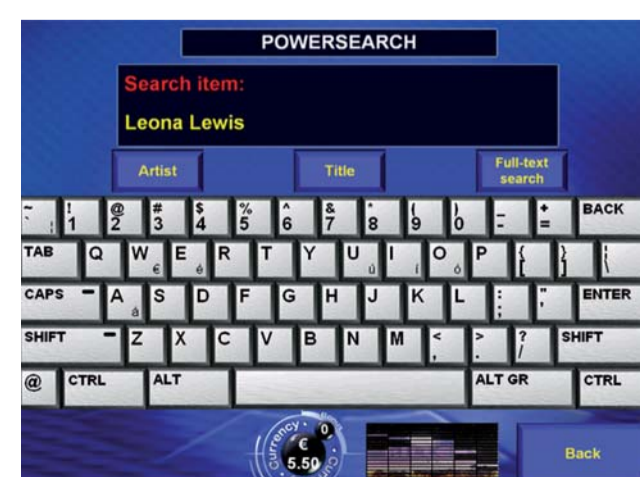 POWERSEARCH
Search item:
Leona Lewis
Artist Title Full-text search
~ ` ¦ ! 1 @ 2 # 3 $ 4 % 5 ^ 6 & 7 * 8 ( 9 ) 0 _ - + = BACK
TAB Q W € E é R T Y U ú I í O ó P { [ } ] ¦ \
CAPS A á S D F G H J K L : ; " ' ENTER
SHIFT Z X C V B N M < , > . ? / SHIFT
@ CTRL ALT ALT GR CTRL
Currency 0
€
5.50
Back